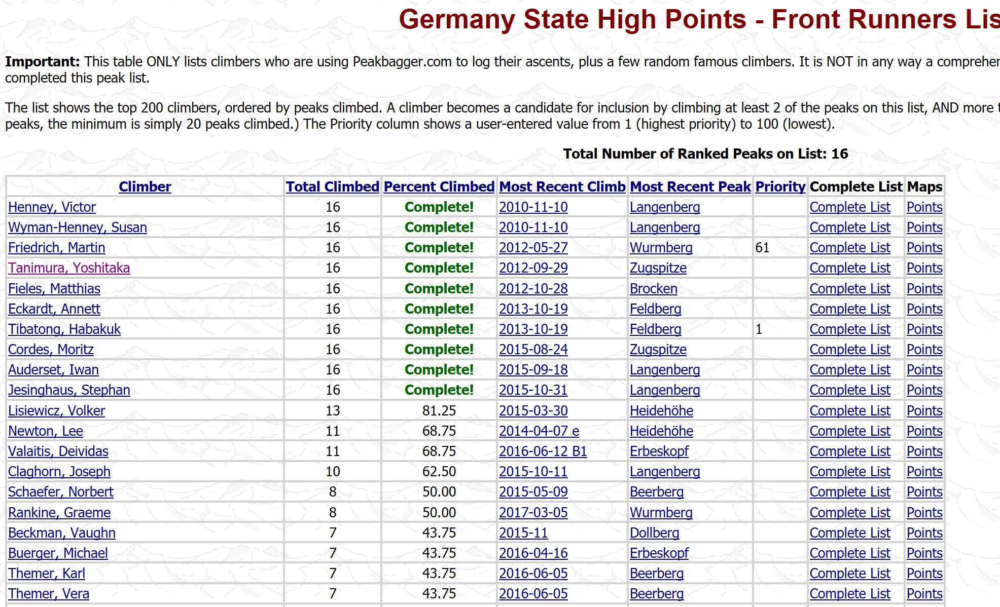 Germany State High Points - Front Runners Lis
Important: This table ONLY lists climbers who are using Peakbagger.com to log their ascents, plus a few random famous climbers. It is NOT in any way a comprehen
completed this peak list.
The list shows the top 200 climbers, ordered by peaks climbed. A climber becomes a candidate for inclusion by climbing at least 2 of the peaks on this list, AND more t
peaks, the minimum is simply 20 peaks climbed.) The Priority column shows a user-entered value from 1 (highest priority) to 100 (lowest).
Total Number of Ranked Peaks on List: 16
Climber Total Climbed Percent Climbed Most Recent Climb Most Recent Peak Priority Complete List Maps
Henney, Victor 16 Complete! 2010-11-10 Langenberg Complete List Points
Wyman-Henney, Susan 16 Complete! 2010-11-10 Langenberg Complete List Points
Friedrich, Martin 16 Complete! 2012-05-27 Wurmberg 61 Complete List Points
Tanimura, Yoshitaka 16 Complete! 2012-09-29 Zugspitze Complete List Points
Fieles, Matthias 16 Complete! 2012-10-28 Brocken Complete List Points
Eckardt, Annett 16 Complete! 2013-10-19 Feldberg Complete List Points
Tibatong, Habakuk 16 Complete! 2013-10-19 Feldberg 1 Complete List Points
Cordes, Moritz 16 Complete! 2015-08-24 Zugspitze Complete List Points
Auderset, Iwan 16 Complete! 2015-09-18 Langenberg Complete List Points
Jesinghaus, Stephan 16 Complete! 2015-10-31 Langenberg Complete List Points
Lisiewicz, Volker 13 81.25 2015-03-30 Heidehöhe Complete List Points
Newton, Lee 11 68.75 2014-04-07 e Heidehöhe Complete List Points
Valaitis, Deividas 11 68.75 2016-06-12 B1 Erbeskopf Complete List Points
Claghorn, Joseph 10 62.50 2015-10-11 Langenberg Complete List Points
Schaefer, Norbert 8 50.00 2015-05-09 Beerberg Complete List Points
Rankine, Graeme 8 50.00 2017-03-05 Wurmberg Complete List Points
Beckman, Vaughn 7 43.75 2015-11 Dollberg Complete List Points
Buerger, Michael 7 43.75 2016-04-16 Erbeskopf Complete List Points
Themer, Karl 7 43.75 2016-06-05 Beerberg Complete List Points
Themer, Vera 7 43.75 2016-06-05 Beerberg Complete List Points